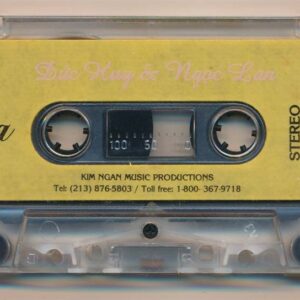 Đức Huy & Ngọc Lan
a
STEREO
100 50 0
KIM NGAN MUSIC PRODUCTIONS
Tel: (213) 876-5803 / Toll free: 1-800- 367-9718